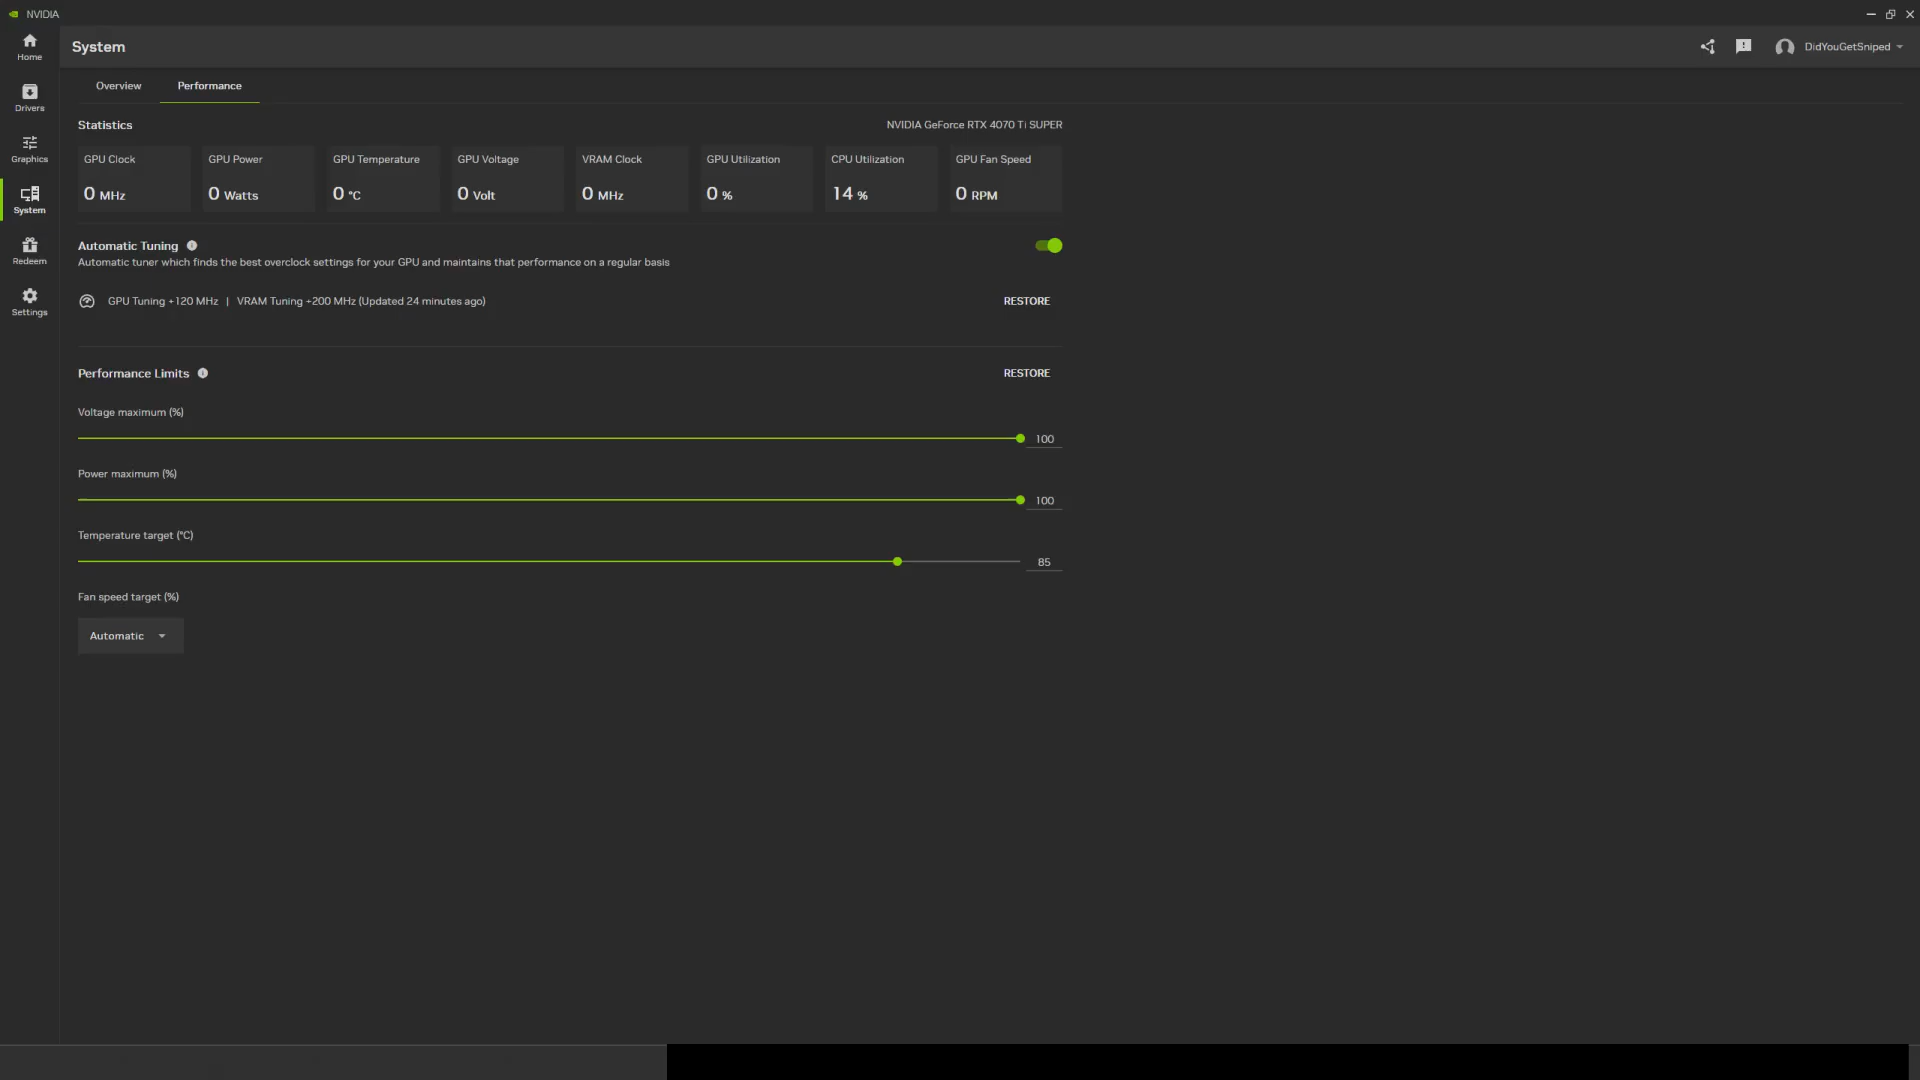 NVIDIA
Home
System
DidYouGetSniped
Overview
Performance
Drivers
Statistics
NVIDIA GeForce RTX 4070 Ti SUPER
Graphics
GPU Clock
GPU Power
GPU Temperature
GPU Voltage
VRAM Clock
GPU Utilization
CPU Utilization
GPU Fan Speed
0 MHz
0 Watts
0 °C
0 Volt
0 MHz
0 %
14 %
0 RPM
System
Automatic Tuning
Automatic tuner which finds the best overclock settings for your GPU and maintains that performance on a regular basis
Redeem
GPU Tuning +120 MHz | VRAM Tuning +200 MHz (Updated 24 minutes ago)
RESTORE
Settings
Performance Limits
RESTORE
Voltage maximum (%)
100
Power maximum (%)
100
Temperature target (°C)
85
Fan speed target (%)
Automatic